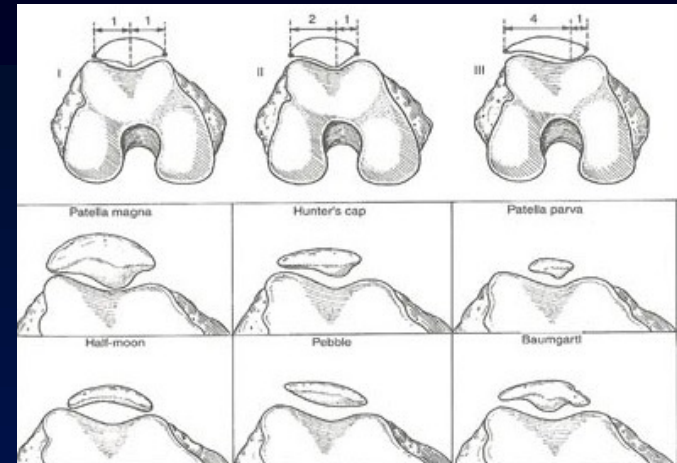 1 1 2 1 4 1
I II III
Patella magna Hunter's cap Patella parva
Half-moon Pebble Baumgartl